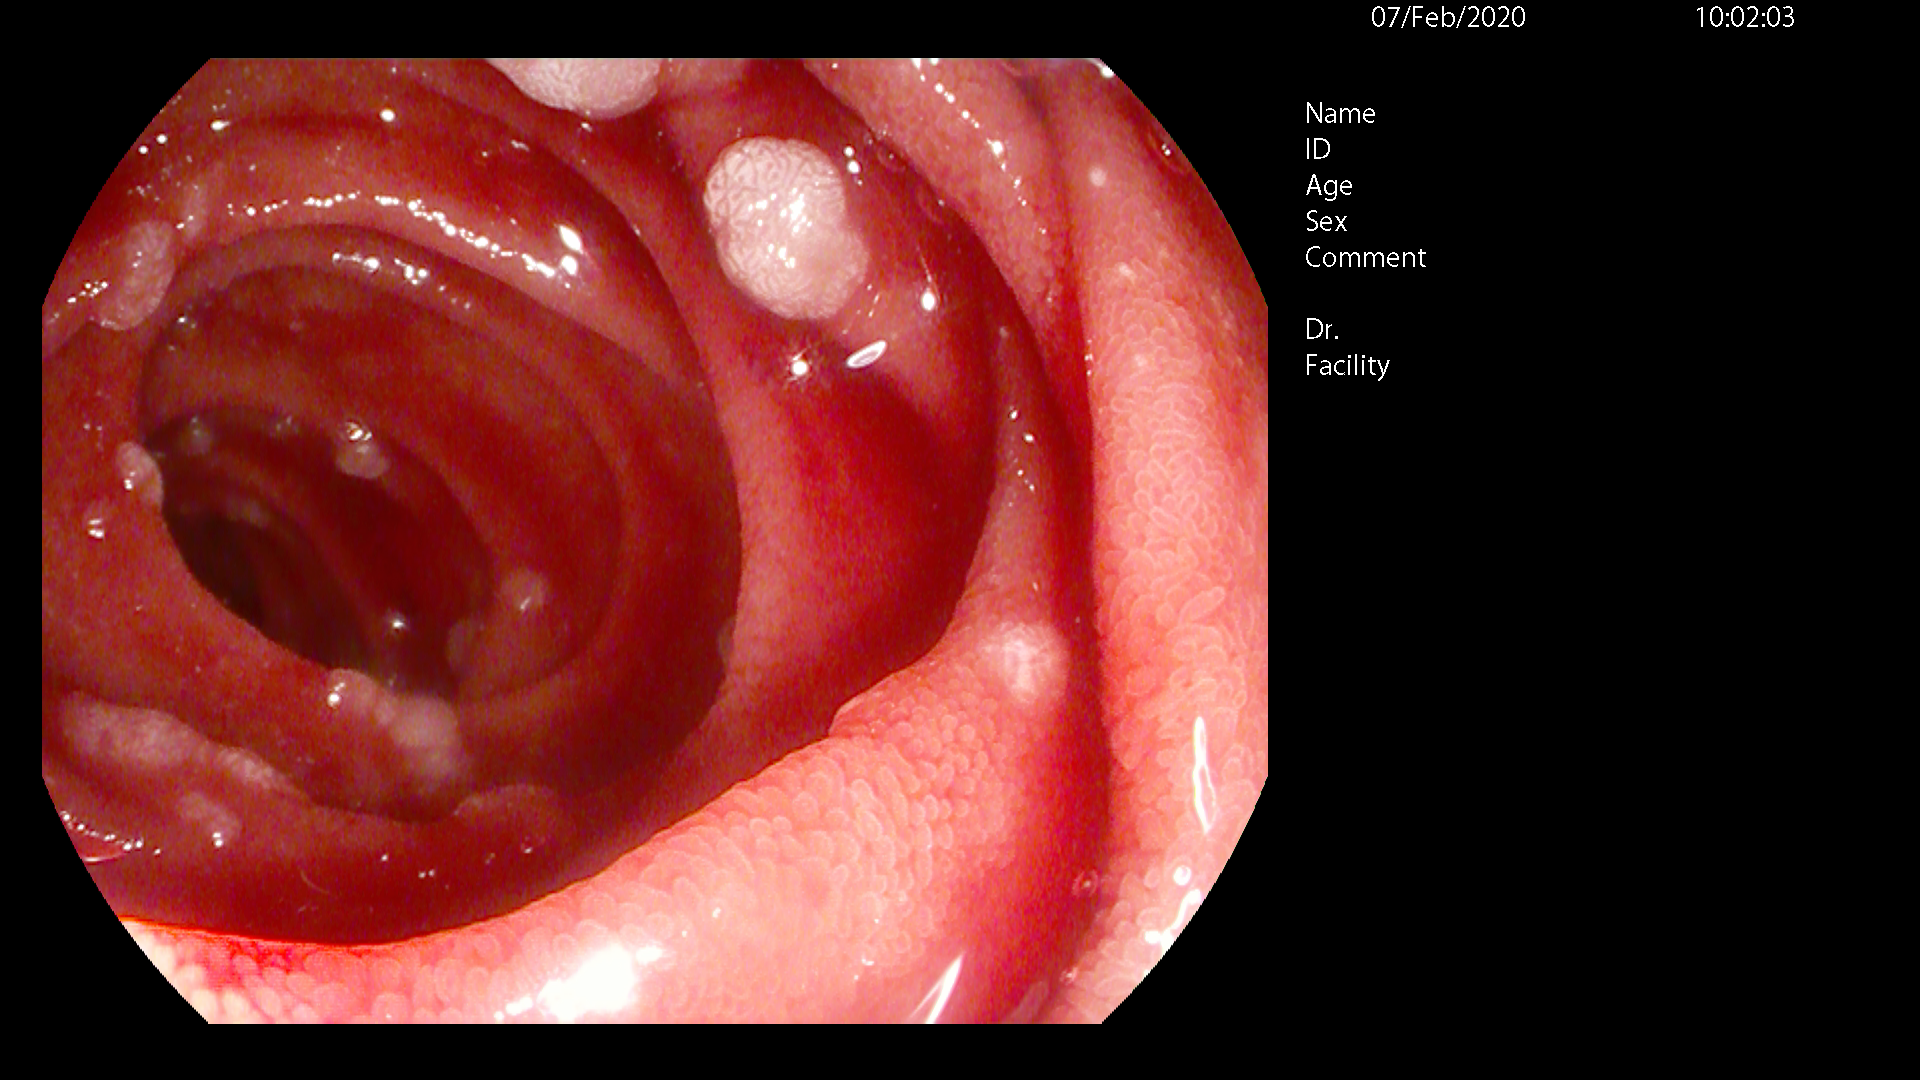 07/Feb/2020 10:02:03
Name
ID
Age
Sex
Comment
Dr.
Facility